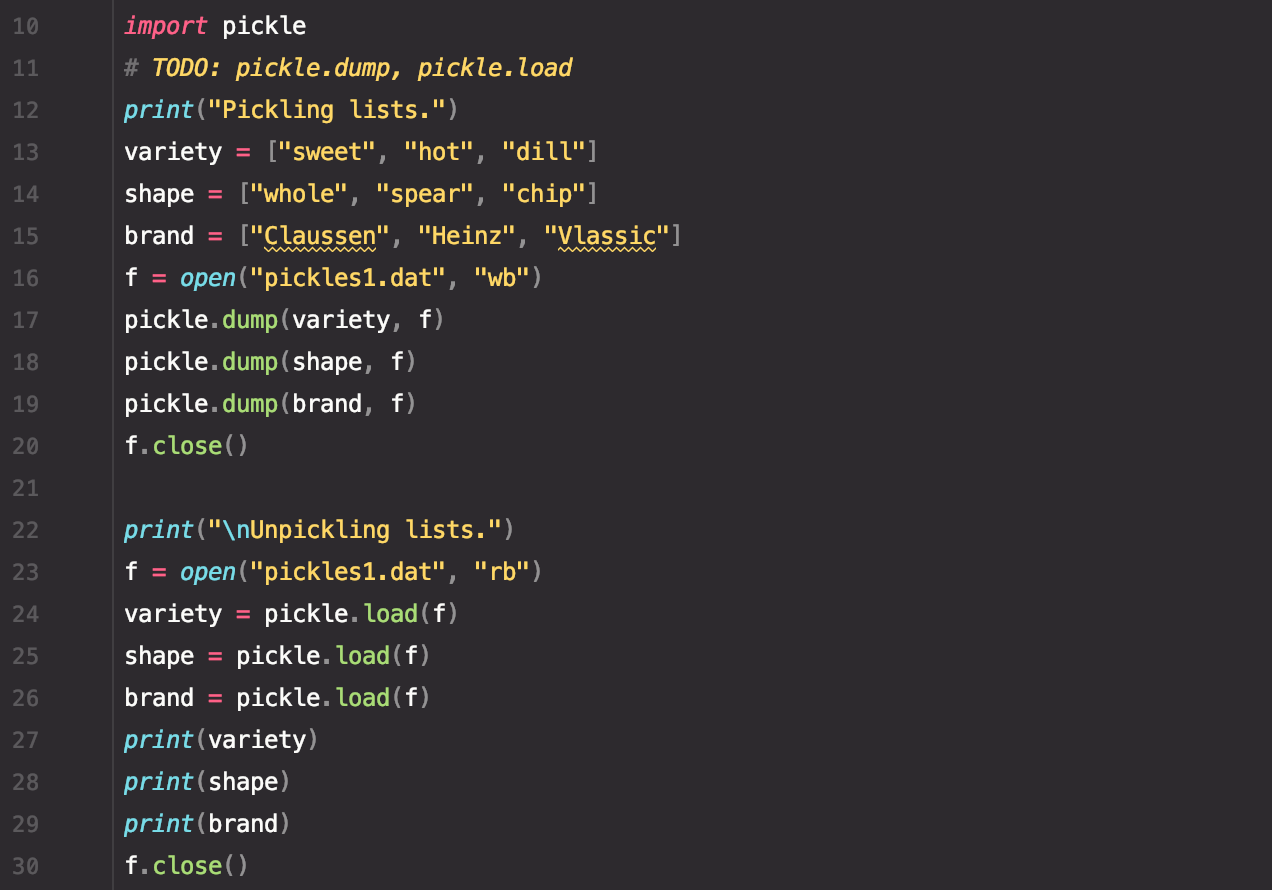 10 import pickle
11 # TODO: pickle.dump, pickle.load
12 print("Pickling lists.")
13 variety = ["sweet", "hot", "dill"]
14 shape = ["whole", "spear", "chip"]
15 brand = ["Claussen", "Heinz", "Vlassic"]
16 f = open("pickles1.dat", "wb")
17 pickle.dump(variety, f)
18 pickle.dump(shape, f)
19 pickle.dump(brand, f)
20 f.close()
21
22 print("\nUnpickling lists.")
23 f = open("pickles1.dat", "rb")
24 variety = pickle.load(f)
25 shape = pickle.load(f)
26 brand = pickle.load(f)
27 print(variety)
28 print(shape)
29 print(brand)
30 f.close()